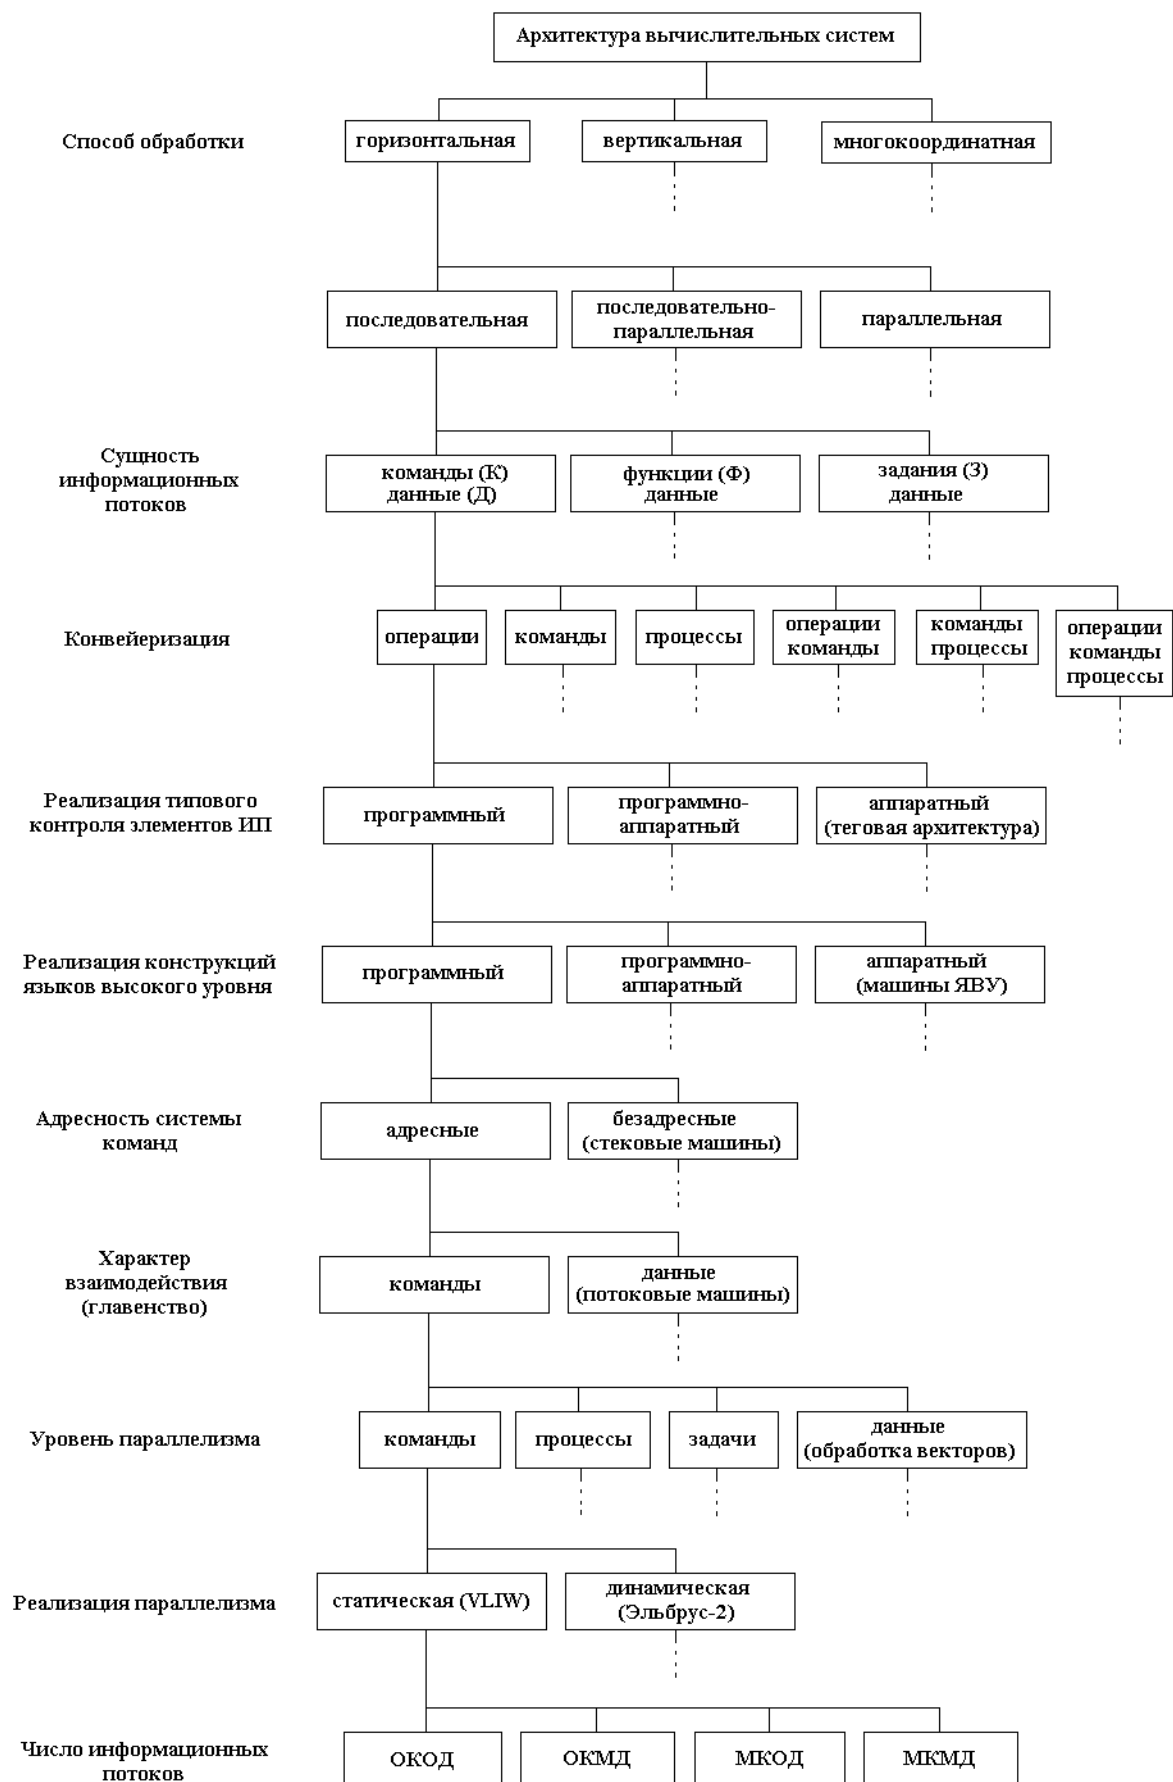 Архитектура вычислительных систем
Способ обработки
горизонтальная
вертикальная
многокоординатная
последовательная
последовательно-
параллельная
параллельная
Сущность
информационных
потоков
команды (К)
данные (Д)
функции (Ф)
данные
задания (З)
данные
Конвейеризация
операции
команды
процессы
операции
команды
команды
процессы
операции
команды
процессы
Реализация типового
контроля элементов ИП
программный
программно-
аппаратный
аппаратный
(теговая архитектура)
Реализация конструкций
языков высокого уровня
программный
программно-
аппаратный
аппаратный
(машины ЯВУ)
Адресность системы
команд
адресные
безадресные
(стековые машины)
Характер
взаимодействия
(главенство)
команды
данные
(потоковые машины)
Уровень параллелизма
команды
процессы
задачи
данные
(обработка векторов)
Реализация параллелизма
статическая (VLIW)
динамическая
(Эльбрус-2)
Число информационных
потоков
ОКОД
ОКМД
МКОД
МКМД